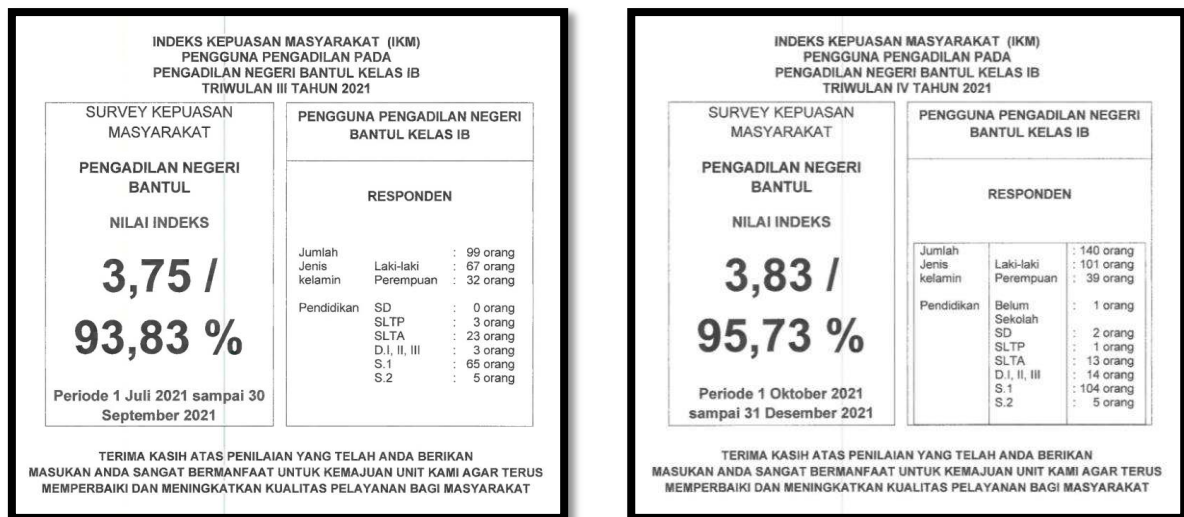 INDEKS KEPUASAN MASYARAKAT (IKM)
PENGGUNA PENGADILAN PADA
PENGADILAN NEGERI BANTUL KELAS IB
TRIWULAN III TAHUN 2021
SURVEY KEPUASAN
MASYARAKAT
PENGADILAN NEGERI
BANTUL
NILAI INDEKS
3,75 /
93,83 %
Periode 1 Juli 2021 sampai 30
September 2021
PENGGUNA PENGADILAN NEGERI
BANTUL KELAS IB
RESPONDEN
Jumlah : 99 orang
Jenis Laki-laki : 67 orang
kelamin Perempuan : 32 orang
Pendidikan SD : 0 orang
SLTP : 3 orang
SLTA : 23 orang
D.I, II, III : 3 orang
S.1 : 65 orang
S.2 : 5 orang
TERIMA KASIH ATAS PENILAIAN YANG TELAH ANDA BERIKAN
MASUKAN ANDA SANGAT BERMANFAAT UNTUK KEMAJUAN UNIT KAMI AGAR TERUS
MEMPERBAIKI DAN MENINGKATKAN KUALITAS PELAYANAN BAGI MASYARAKAT
INDEKS KEPUASAN MASYARAKAT (IKM)
PENGGUNA PENGADILAN PADA
PENGADILAN NEGERI BANTUL KELAS IB
TRIWULAN IV TAHUN 2021
SURVEY KEPUASAN
MASYARAKAT
PENGADILAN NEGERI
BANTUL
NILAI INDEKS
3,83 /
95,73 %
Periode 1 Oktober 2021
sampai 31 Desember 2021
PENGGUNA PENGADILAN NEGERI
BANTUL KELAS IB
RESPONDEN
Jumlah : 140 orang
Jenis Laki-laki : 101 orang
kelamin Perempuan : 39 orang
Pendidikan Belum : 1 orang
Sekolah
SD : 2 orang
SLTP : 1 orang
SLTA : 13 orang
D.I, II, III : 14 orang
S.1 : 104 orang
S.2 : 5 orang
TERIMA KASIH ATAS PENILAIAN YANG TELAH ANDA BERIKAN
MASUKAN ANDA SANGAT BERMANFAAT UNTUK KEMAJUAN UNIT KAMI AGAR TERUS
MEMPERBAIKI DAN MENINGKATKAN KUALITAS PELAYANAN BAGI MASYARAKAT